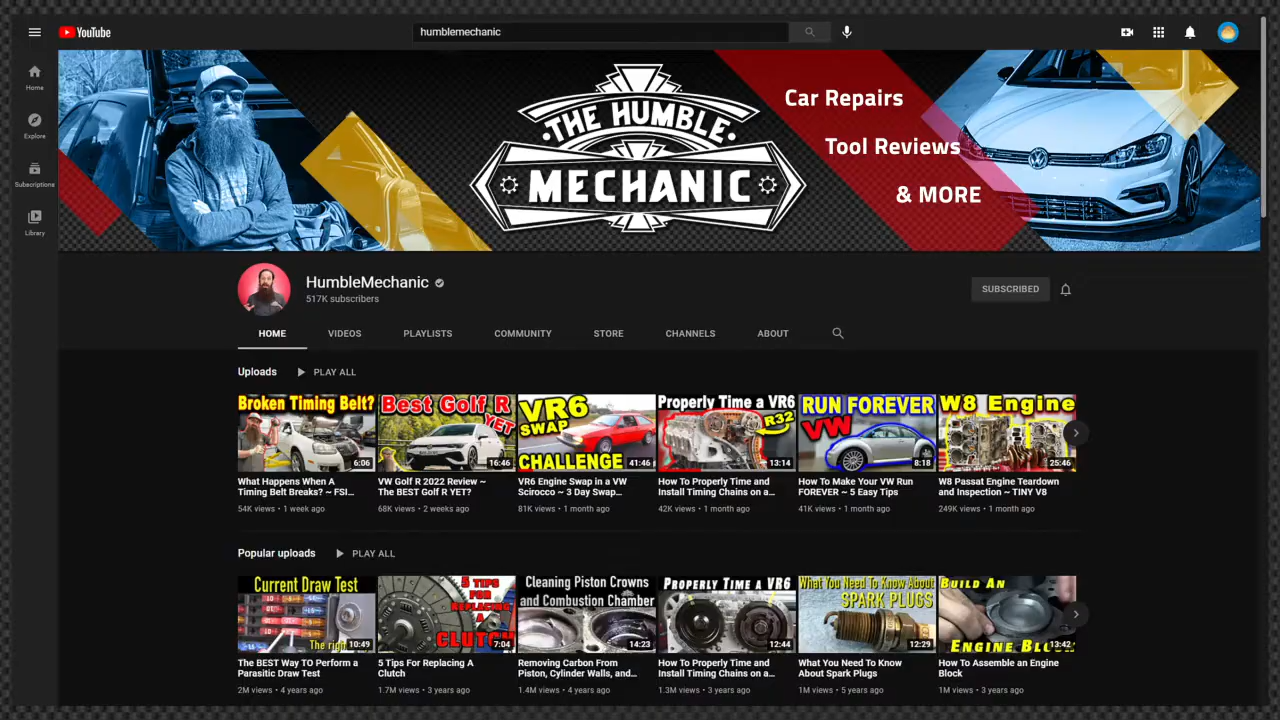 YouTube
humblemechanic
Home
Explore
Subscriptions
Library
THE HUMBLE
MECHANIC
Car Repairs
Tool Reviews
& MORE
HumbleMechanic
517K subscribers
SUBSCRIBED
HOME VIDEOS PLAYLISTS COMMUNITY STORE CHANNELS ABOUT
Uploads PLAY ALL
Broken Timing Belt?
6:06
What Happens When A
Timing Belt Breaks? ~ FSI...
54K views • 1 week ago
Best Golf R
YET
16:46
VW Golf R 2022 Review ~
The BEST Golf R YET?
68K views • 2 weeks ago
VR6
SWAP
CHALLENGE
41:46
VR6 Engine Swap in a VW
Scirocco ~ 3 Day Swap...
81K views • 1 month ago
Properly Time a VR6
R32
13:14
How To Properly Time and
Install Timing Chains on a...
42K views • 1 month ago
RUN FOREVER
VW
8:18
How To Make Your VW Run
FOREVER ~ 5 Easy Tips
41K views • 1 month ago
W8 Engine
25:46
W8 Passat Engine Teardown
and Inspection ~ TINY V8
249K views • 1 month ago
Popular uploads PLAY ALL
Current Draw Test
The righ
10:49
The BEST Way TO Perform a
Parasitic Draw Test
2M views • 4 years ago
5 TIPS
FOR
REPLACING
A
CLUTCH
7:04
5 Tips For Replacing A
Clutch
1.7M views • 3 years ago
Cleaning Piston Crowns
and Combustion Chamber
14:23
Removing Carbon From
Piston, Cylinder Walls, and...
1.4M views • 4 years ago
PROPERLY TIME A VR6
12:44
How To Properly Time and
Install Timing Chains on a...
1.3M views • 3 years ago
What You Need To Know About
SPARK PLUGS
12:29
What You Need To Know
About Spark Plugs
1M views • 5 years ago
BUILD AN
ENGINE BLOCK
13:42
How To Assemble an Engine
Block
1M views • 3 years ago